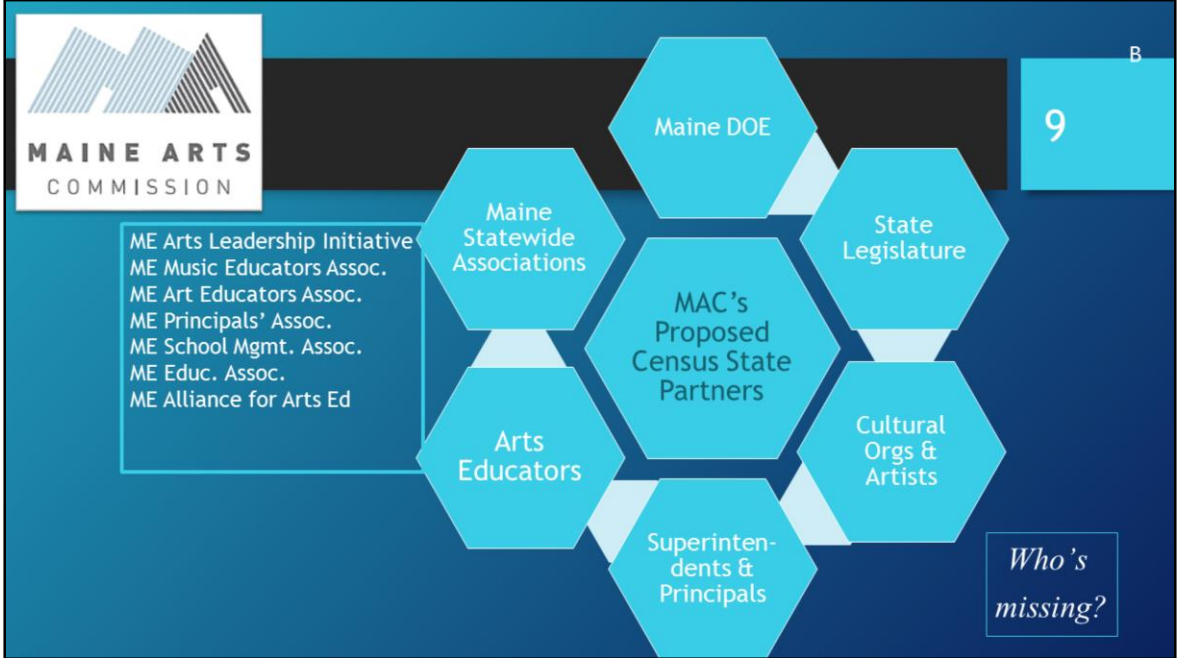 MAINE ARTS
COMMISSION
B
9
Maine DOE
Maine
Statewide
Associations
State
Legislature
ME Arts Leadership Initiative
ME Music Educators Assoc.
ME Art Educators Assoc.
ME Principals' Assoc.
ME School Mgmt. Assoc.
ME Educ. Assoc.
ME Alliance for Arts Ed
MAC's
Proposed
Census State
Partners
Arts
Educators
Cultural
Orgs &
Artists
Superinten-
dents &
Principals
Who's
missing?